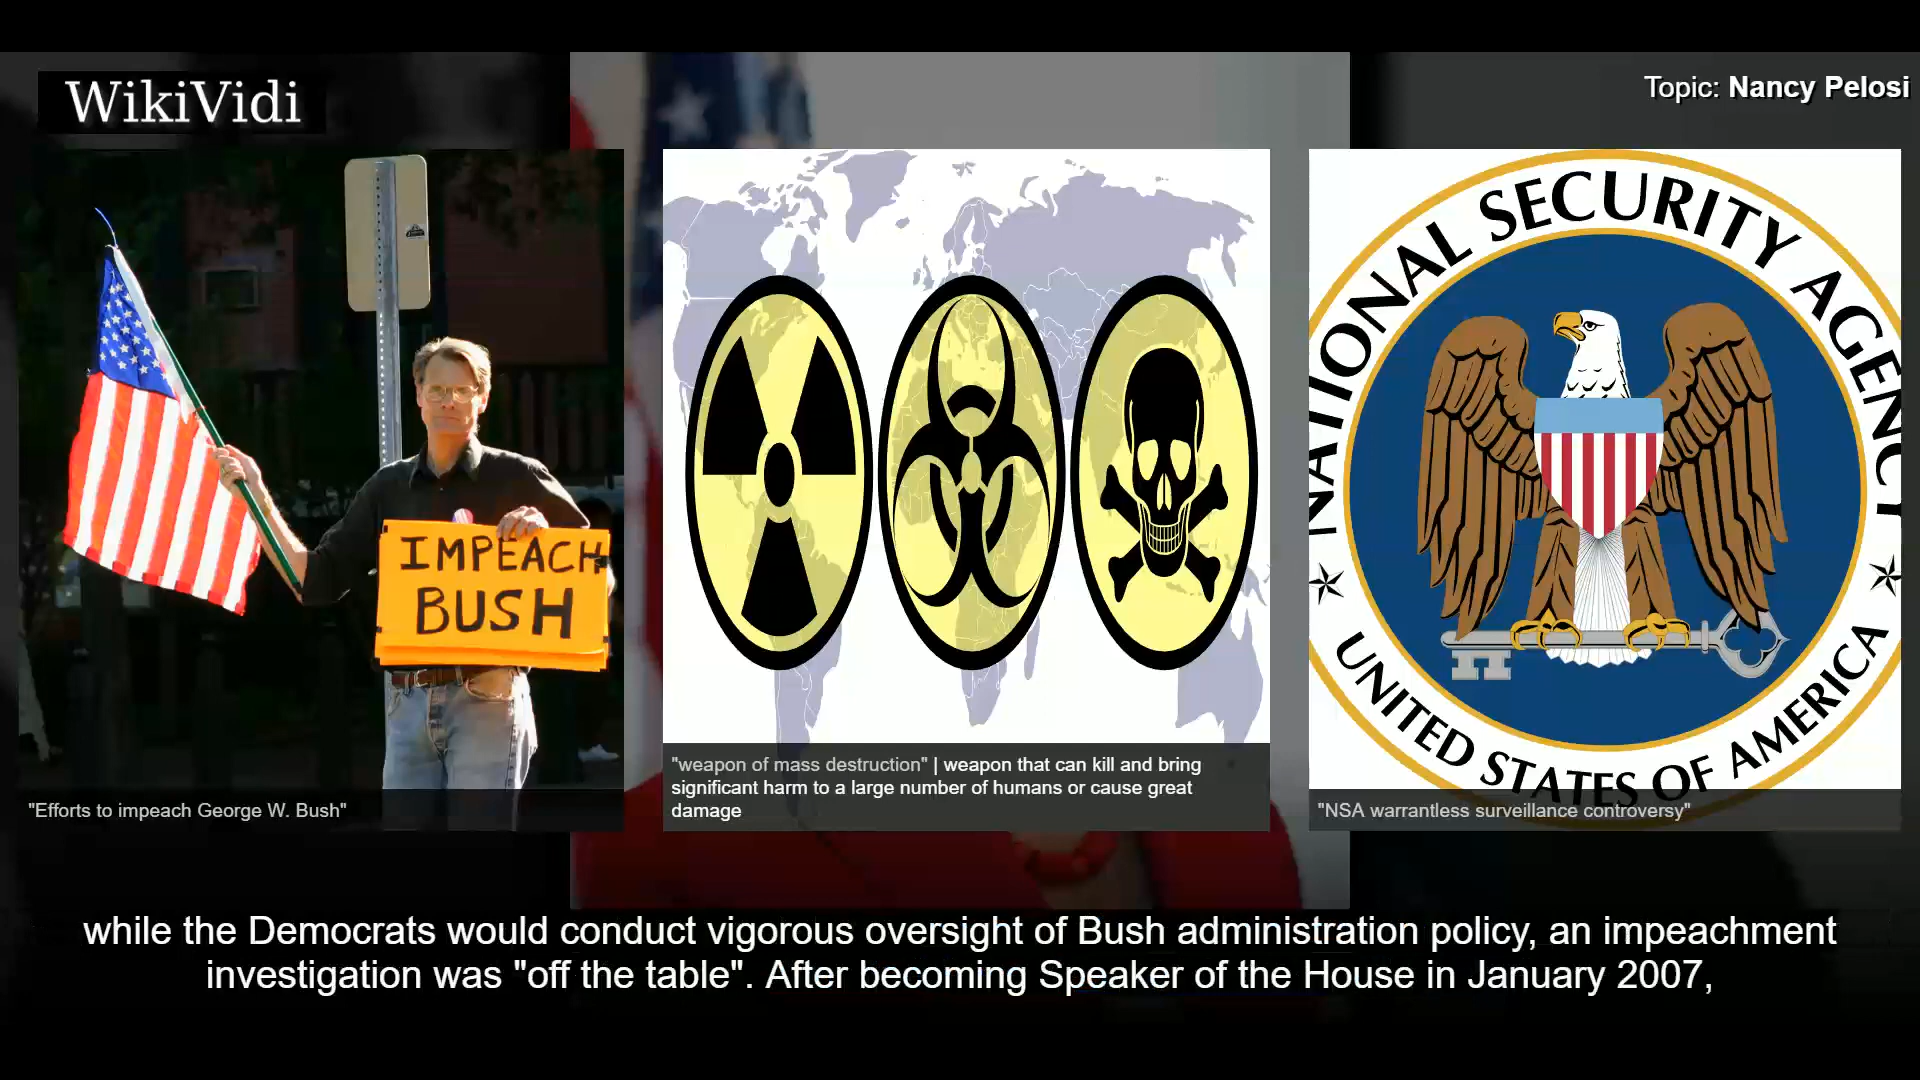 WikiVidi
Topic: Nancy Pelosi
IMPEACH
BUSH
"Efforts to impeach George W. Bush"
"weapon of mass destruction" | weapon that can kill and bring
significant harm to a large number of humans or cause great
damage
NATIONAL SECURITY AGENCY
UNITED STATES OF AMERICA
"NSA warrantless surveillance controversy"
while the Democrats would conduct vigorous oversight of Bush administration policy, an impeachment
investigation was "off the table". After becoming Speaker of the House in January 2007,